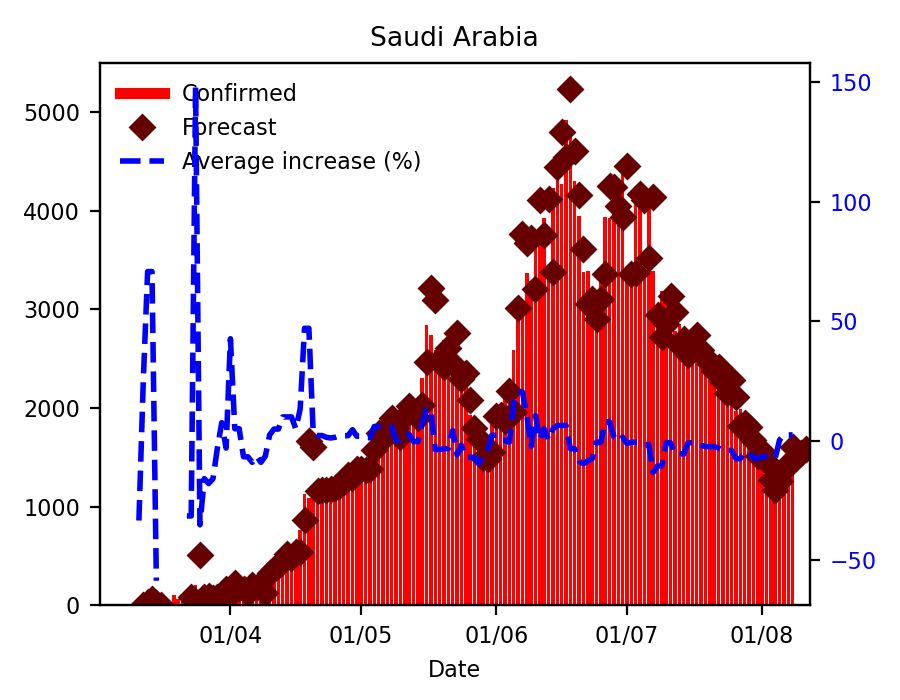 Saudi Arabia
Confirmed
Forecast
Average increase (%)
5000
4000
3000
2000
1000
0
150
100
50
0
−50
01/04 01/05 01/06 01/07 01/08
Date